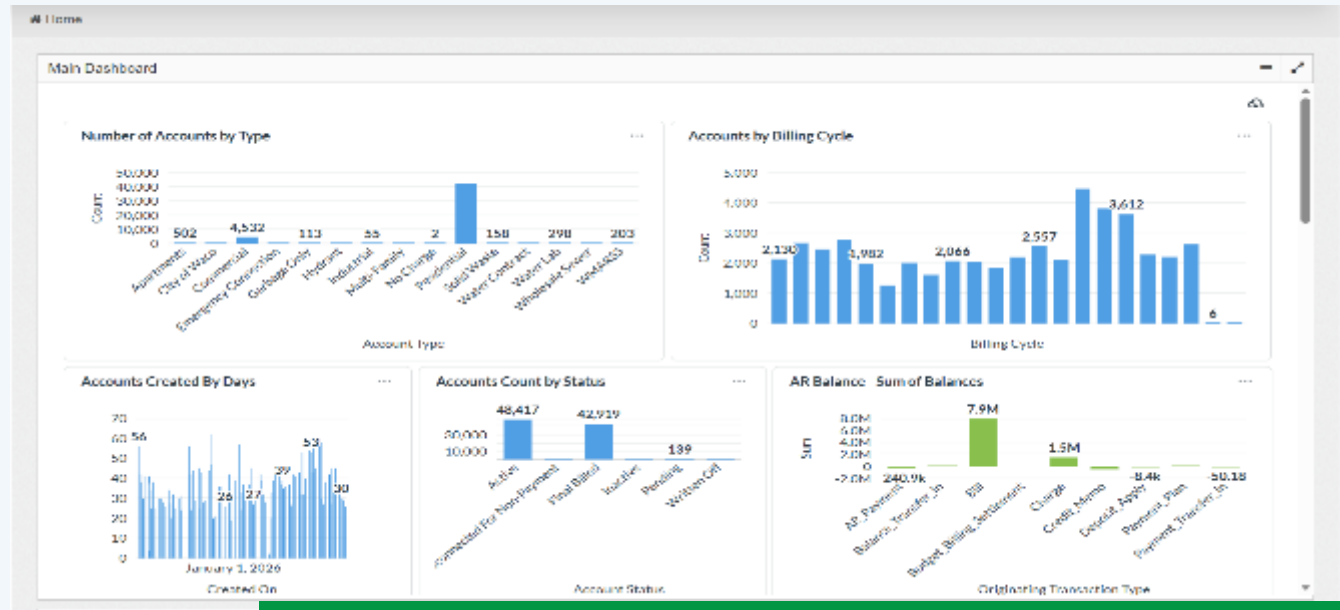 Home
Main Dashboard
Number of Accounts by Type
50,000
40,000
30,000
20,000
10,000
0
Count
502
4,532
113
55
2
158
298
203
Apartments
City of Waco
Commercial
Emergency Connection
Garbage Only
Hydrant
Industrial
Multi-Family
No Charge
Residential
Solid Waste
Water Contract
Water Lab
Wholesale Sewer
Account Type
Accounts by Billing Cycle
5,000
4,000
3,000
2,000
1,000
0
Count
2,130
1,982
2,066
2,557
3,612
6
Billing Cycle
Accounts Created By Days
70
60
50
40
30
20
10
0
56
26
27
39
53
30
January 1, 2026
Created On
Accounts Count by Status
30,000
10,000
48,417
42,919
139
Active
connected For Non-Payment
Final Billed
Inactive
Pending
Written Off
Account Status
AR Balance Sum of Balances
8.0M
6.0M
4.0M
2.0M
0
-2.0M
Sum
240.9k
7.9M
1.5M
-8.4k
-50.18
AR_Payment
Balance_Transfer_In
Bill
Budget_Billing_Settlement
Charge
Credit_Memo
Deposit_Apply
Payment_Plan
Payment_Transfer_In
Originating Transaction Type